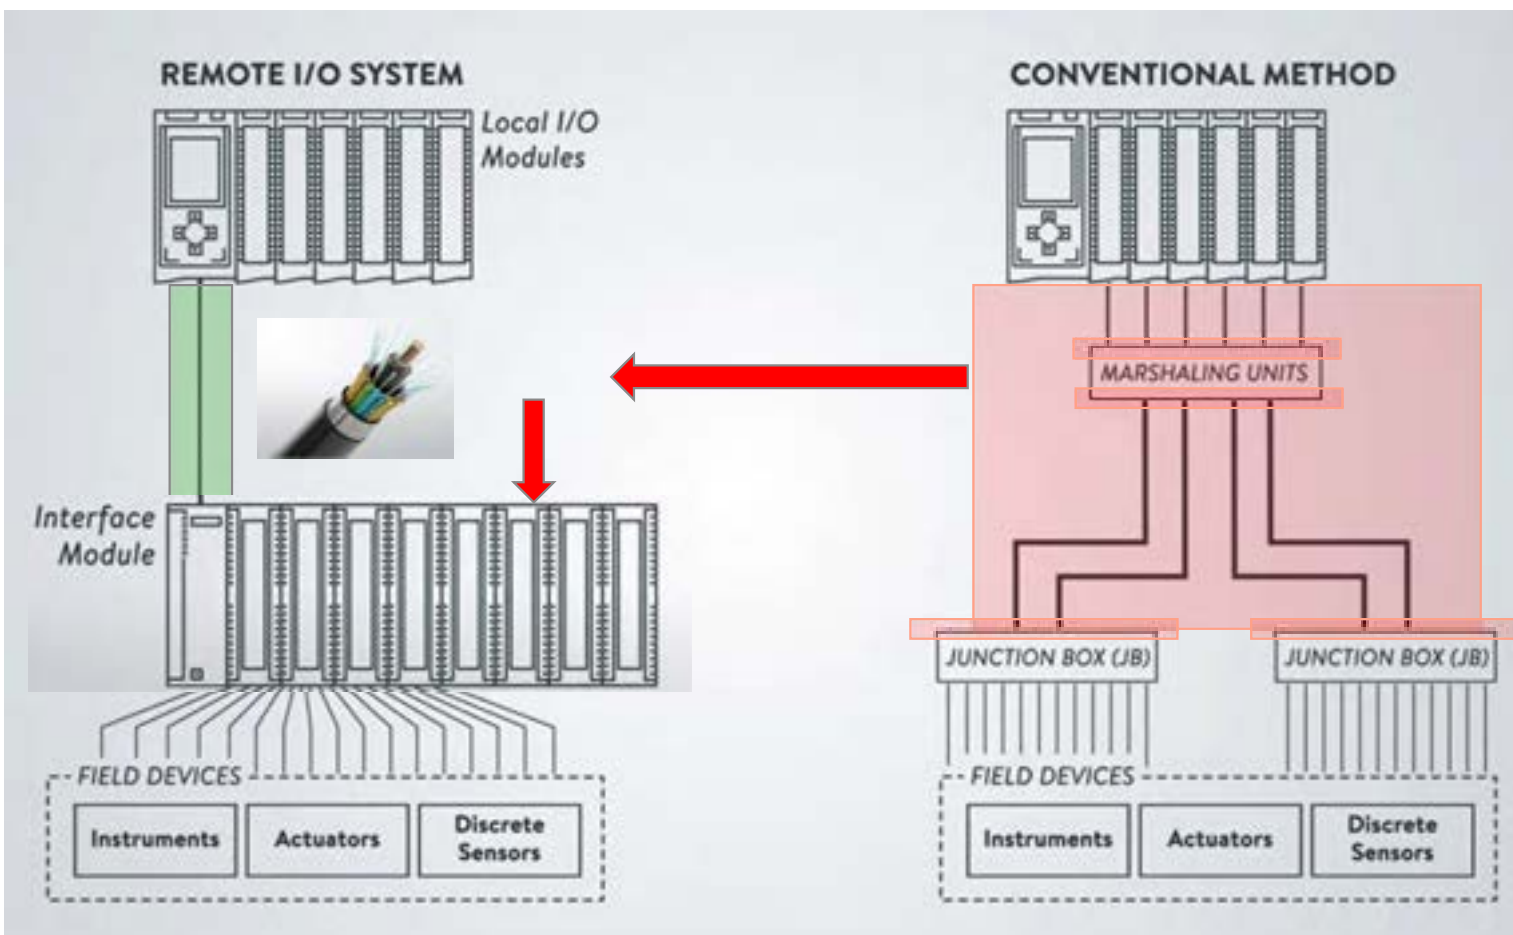 REMOTE I/O SYSTEM
Local I/O
Modules
Interface
Module
FIELD DEVICES
Instruments
Actuators
Discrete
Sensors
CONVENTIONAL METHOD
MARSHALING UNITS
JUNCTION BOX (JB)
JUNCTION BOX (JB)
FIELD DEVICES
Instruments
Actuators
Discrete
Sensors